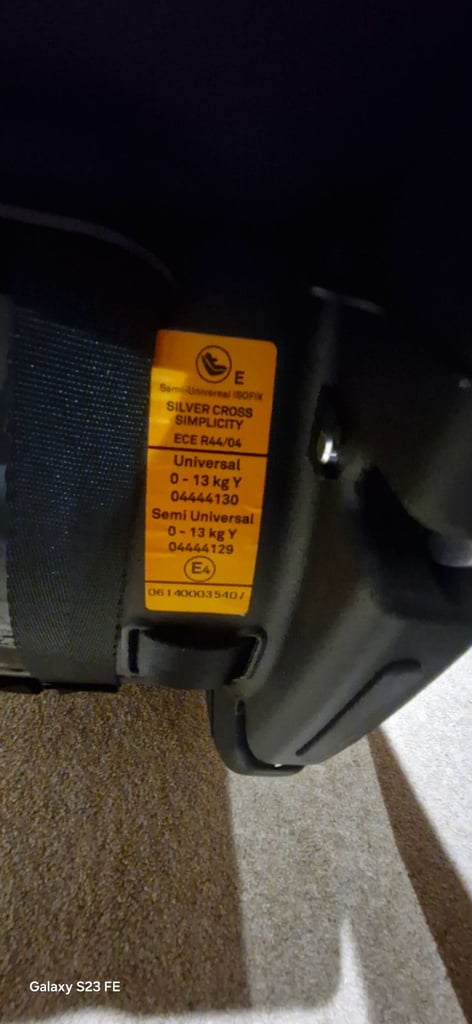 E
Semi-Universal ISOFIX
SILVER CROSS
SIMPLICITY
ECE R44/04
Universal
0 - 13 kg Y
04444130
Semi Universal
0 - 13 kg Y
04444129
E4
061400035407
Galaxy S23 FE